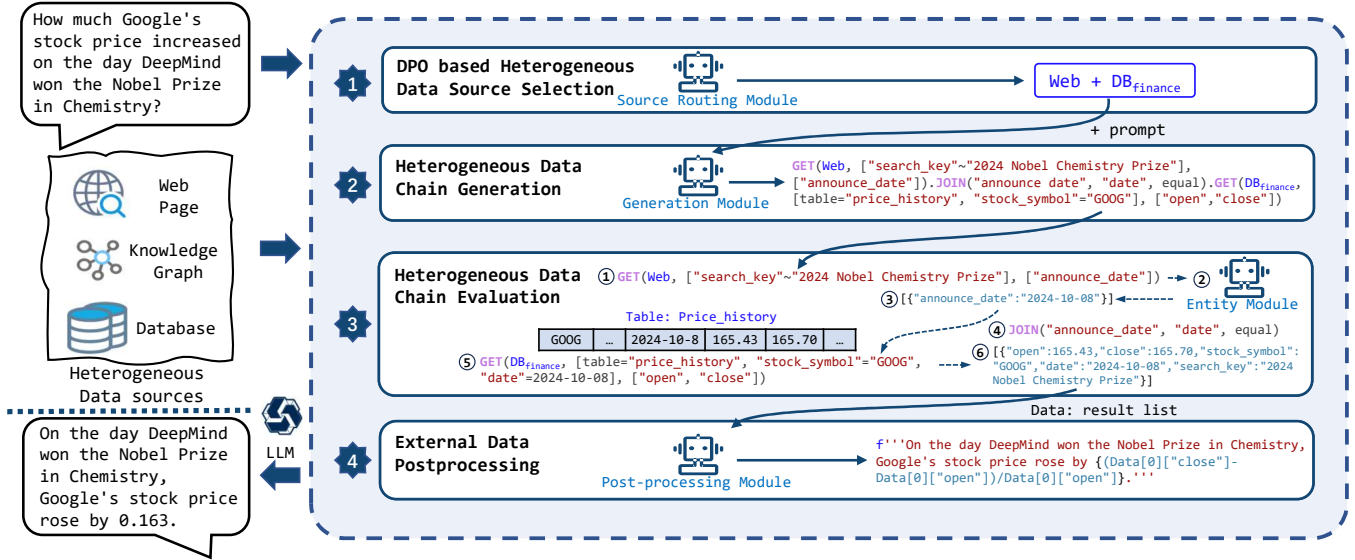 How much Google's
stock price increased
on the day DeepMind
won the Nobel Prize
in Chemistry?
Web
Page
Knowledge
Graph
Database
Heterogeneous
Data sources
LLM
On the day DeepMind
won the Nobel Prize
in Chemistry,
Google's stock price
rose by 0.163.
1
DPO based Heterogeneous
Data Source Selection
Source Routing Module
Web + DBfinance
+ prompt
2
Heterogeneous Data
Chain Generation
Generation Module
GET(Web, ["search_key"~"2024 Nobel Chemistry Prize"],
["announce_date"]).JOIN("announce date", "date", equal).GET(DBfinance,
[table="price_history", "stock_symbol"="GOOG"], ["open","close"])
3
Heterogeneous Data
Chain Evaluation
① GET(Web, ["search_key"~"2024 Nobel Chemistry Prize"], ["announce_date"])
②
Entity Module
③ [{"announce_date":"2024-10-08"}]
Table: Price_history
GOOG … 2024-10-8 165.43 165.70 …
④ JOIN("announce_date", "date", equal)
⑤ GET(DBfinance, [table="price_history", "stock_symbol"="GOOG",
"date"=2024-10-08], ["open", "close"])
⑥ [{"open":165.43,"close":165.70,"stock_symbol":
"GOOG","date":"2024-10-08","search_key":"2024
Nobel Chemistry Prize"}]
Data: result list
4
External Data
Postprocessing
Post-processing Module
f'''On the day DeepMind won the Nobel Prize in Chemistry,
Google's stock price rose by {(Data[0]["close"]-
Data[0]["open"])/Data[0]["open"]}.'''